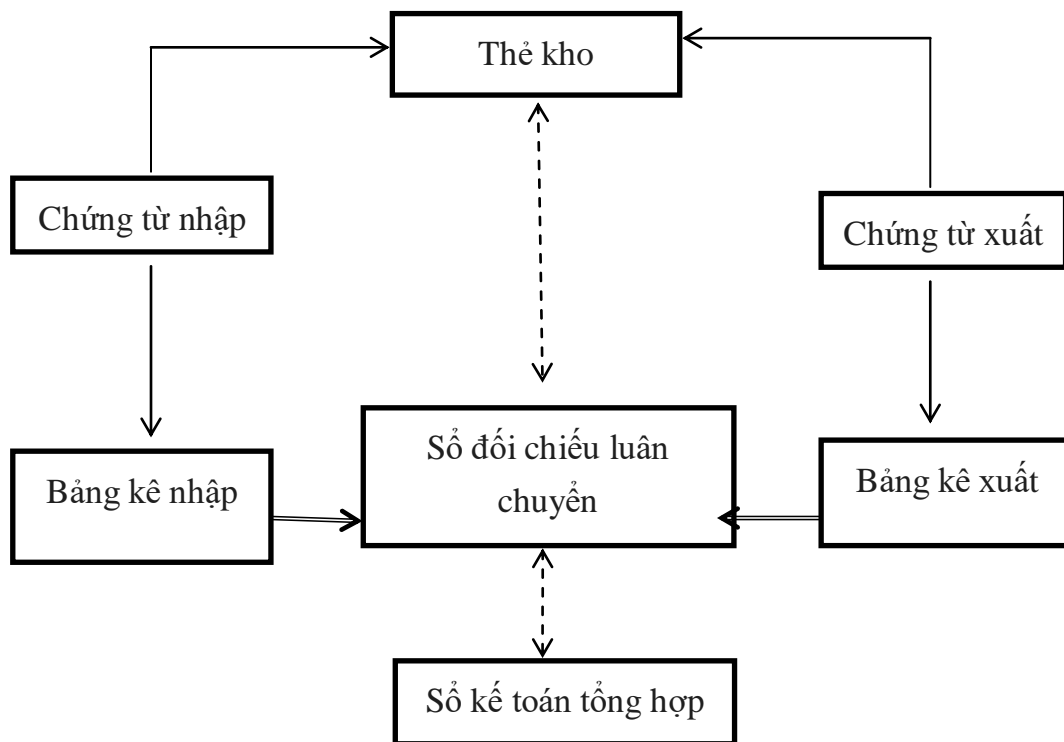 Thẻ kho
Chứng từ nhập
Chứng từ xuất
Bảng kê nhập
Sổ đối chiếu luân
chuyển
Bảng kê xuất
Sổ kế toán tổng hợp